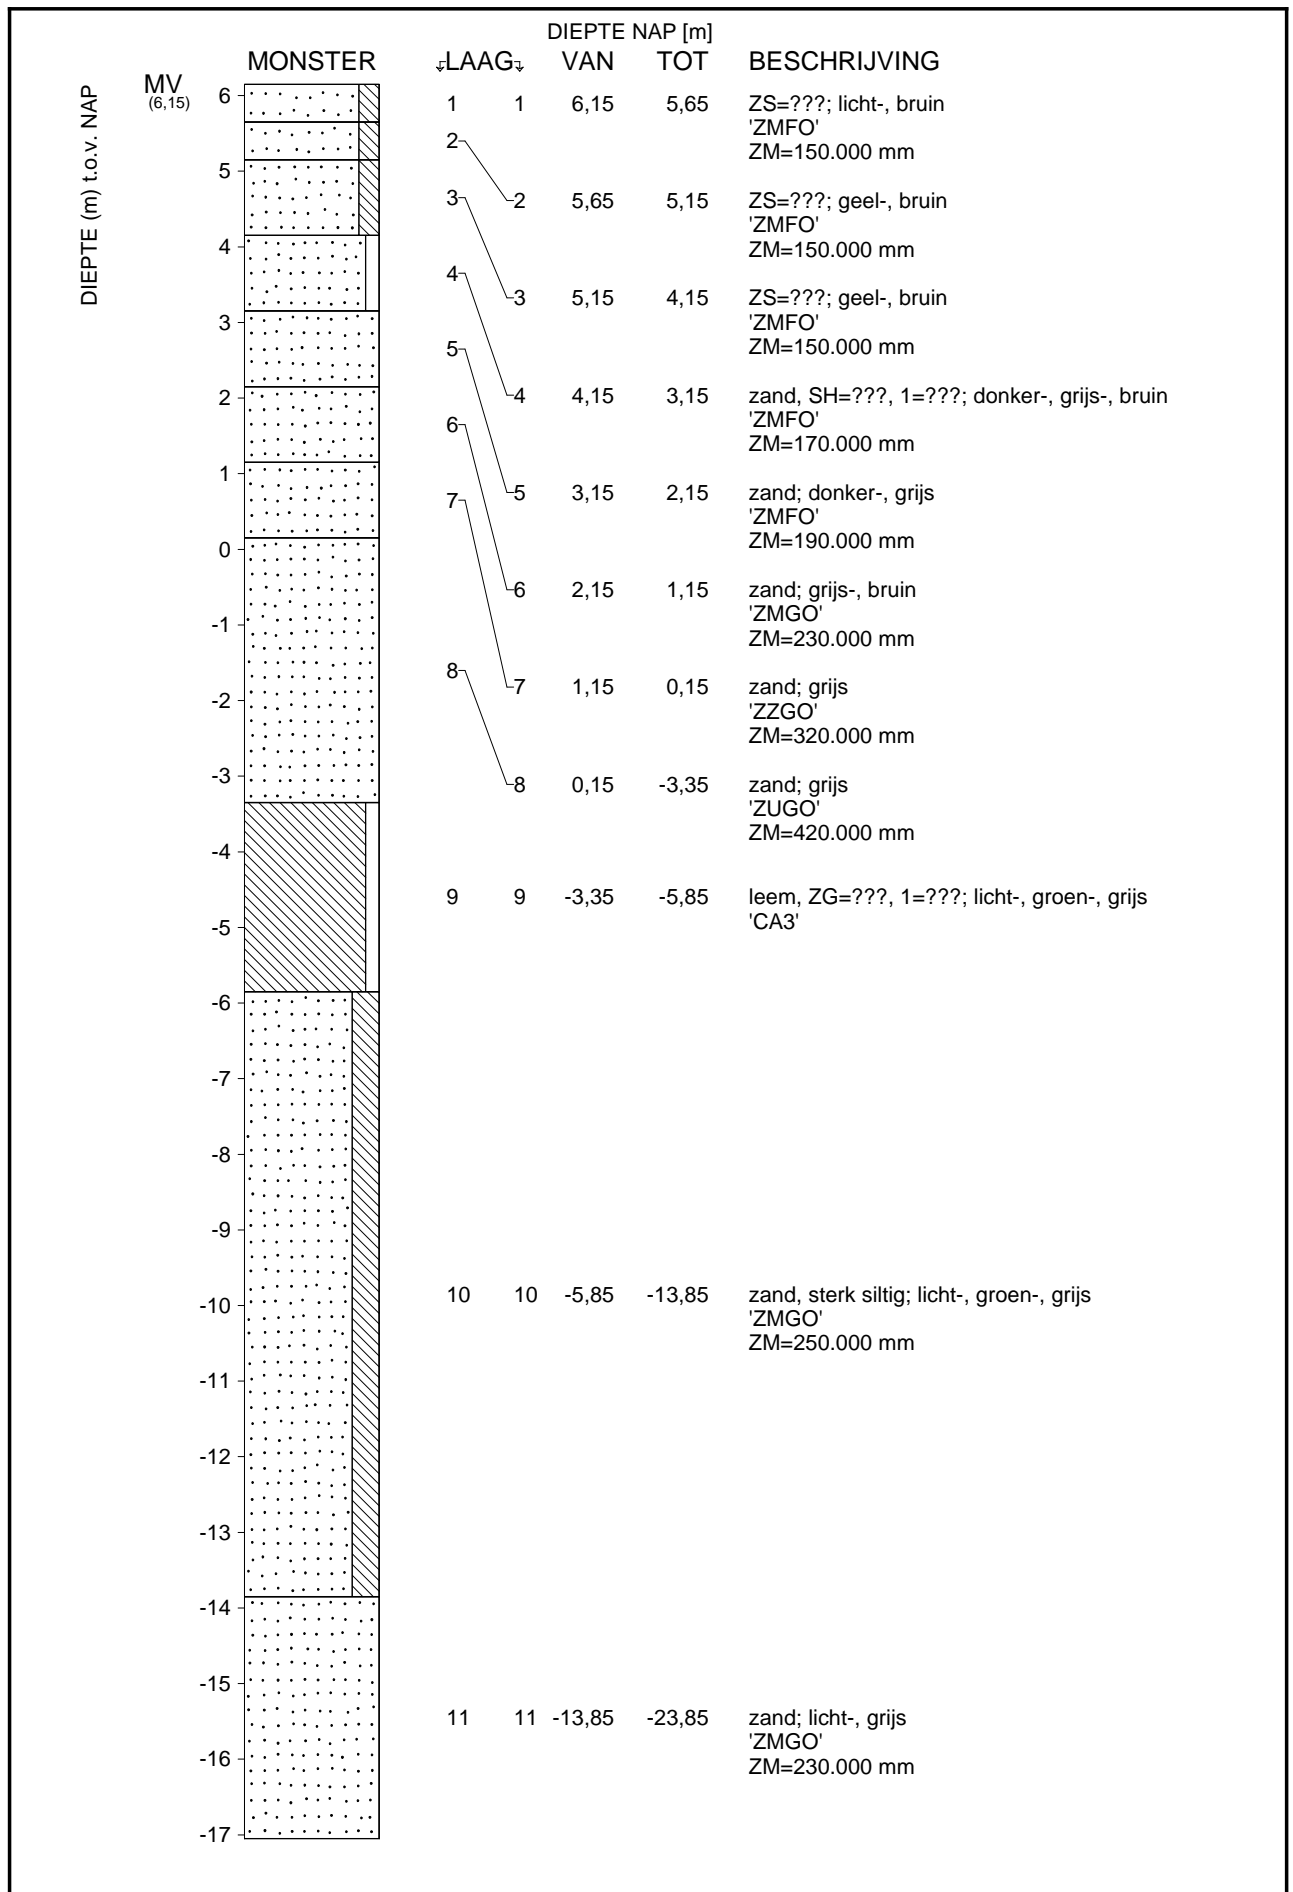 DIEPTE NAP [m]
MONSTER LAAG VAN TOT BESCHRIJVING
MV
(6,15)
DIEPTE (m) t.o.v. NAP
6
5
4
3
2
1
0
-1
-2
-3
-4
-5
-6
-7
-8
-9
-10
-11
-12
-13
-14
-15
-16
-17
1 1 6,15 5,65 ZS=???; licht-, bruin
'ZMFO'
ZM=150.000 mm
2 2 5,65 5,15 ZS=???; geel-, bruin
'ZMFO'
ZM=150.000 mm
3 3 5,15 4,15 ZS=???; geel-, bruin
'ZMFO'
ZM=150.000 mm
4 4 4,15 3,15 zand, SH=???, 1=???; donker-, grijs-, bruin
'ZMFO'
ZM=170.000 mm
5 5 3,15 2,15 zand; donker-, grijs
'ZMFO'
ZM=190.000 mm
6 6 2,15 1,15 zand; grijs-, bruin
'ZMGO'
ZM=230.000 mm
7 7 1,15 0,15 zand; grijs
'ZZGO'
ZM=320.000 mm
8 8 0,15 -3,35 zand; grijs
'ZUGO'
ZM=420.000 mm
9 9 -3,35 -5,85 leem, ZG=???, 1=???; licht-, groen-, grijs
'CA3'
10 10 -5,85 -13,85 zand, sterk siltig; licht-, groen-, grijs
'ZMGO'
ZM=250.000 mm
11 11 -13,85 -23,85 zand; licht-, grijs
'ZMGO'
ZM=230.000 mm